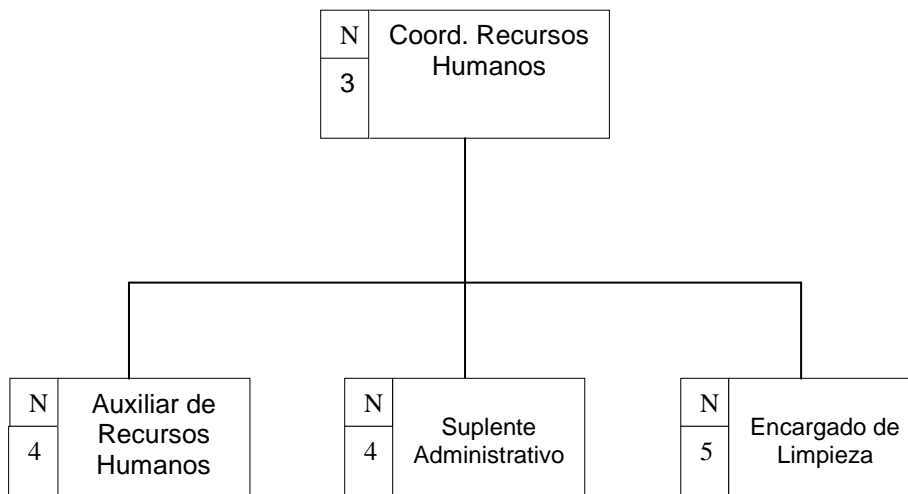 N
3
Coord. Recursos
Humanos
N
4
Auxiliar de
Recursos
Humanos
N
4
Suplente
Administrativo
N
5
Encargado de
Limpieza